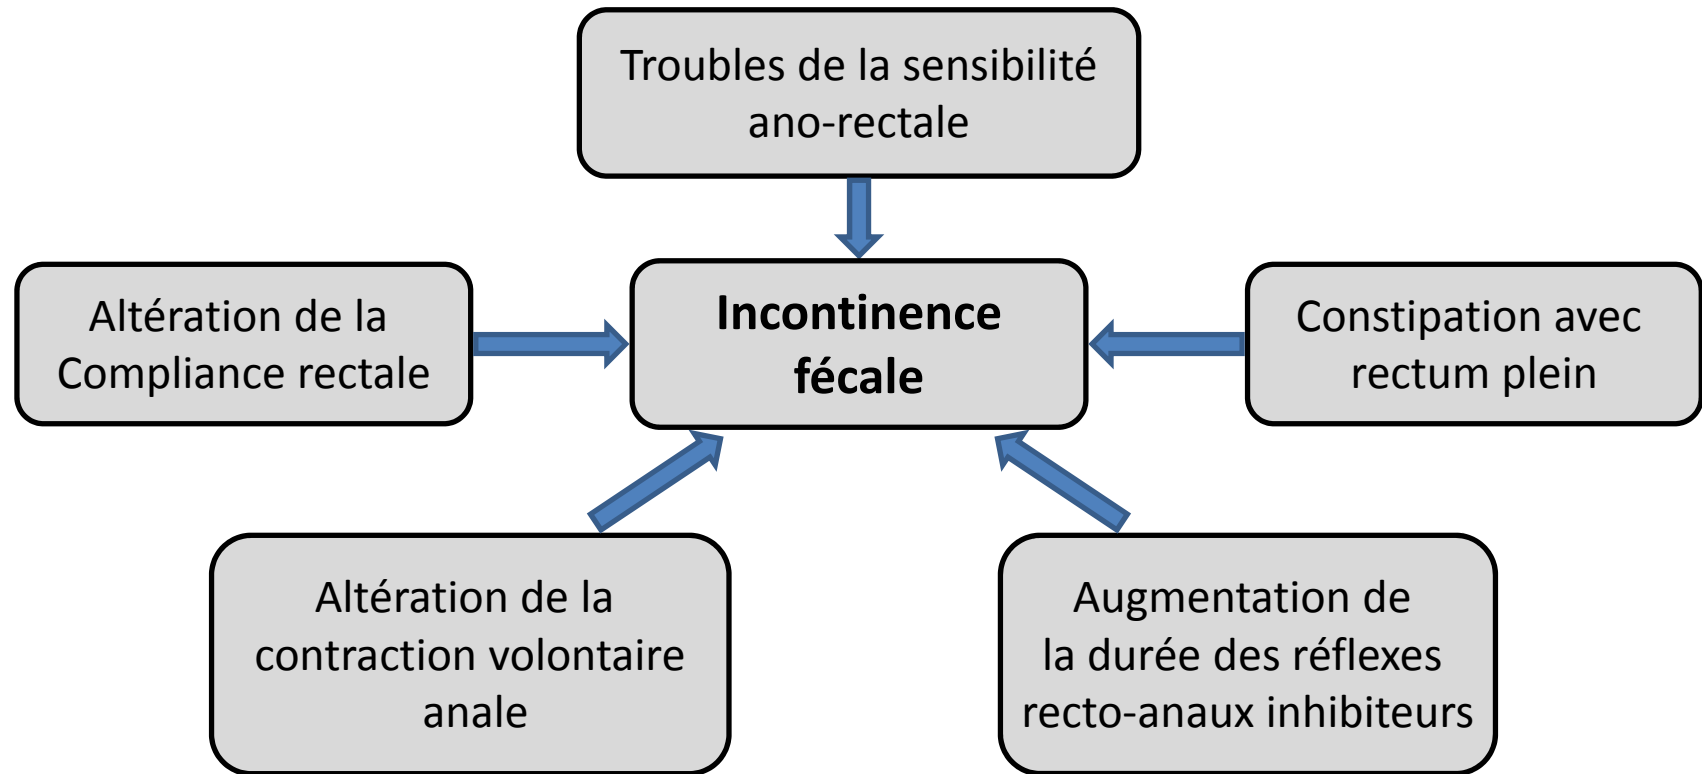 Troubles de la sensibilité
ano-rectale
Altération de la
Compliance rectale
Incontinence
fécale
Constipation avec
rectum plein
Altération de la
contraction volontaire
anale
Augmentation de
la durée des réflexes
recto-anaux inhibiteurs